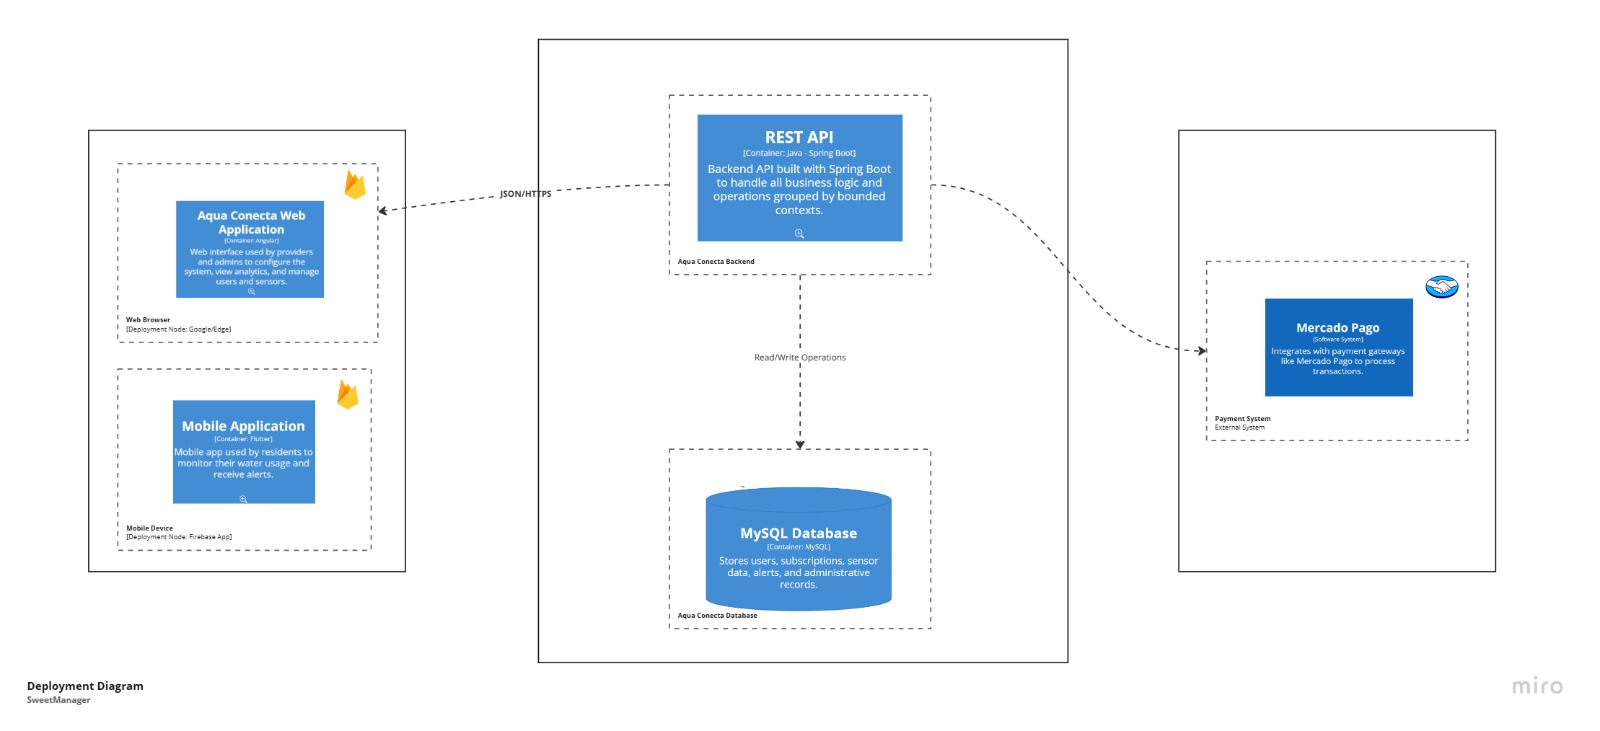 Aqua Conecta Web
Application
[Container: Angular]
Web interface used by providers
and admins to configure the
system, view analytics, and manage
users and sensors.
Web Browser
[Deployment Node: Google/Edge]
Mobile Application
[Container: Flutter]
Mobile app used by residents to
monitor their water usage and
receive alerts.
Mobile Device
[Deployment Node: Firebase App]
JSON/HTTPS
REST API
[Container: Java - Spring Boot]
Backend API built with Spring Boot
to handle all business logic and
operations grouped by bounded
contexts.
Aqua Conecta Backend
Read/Write Operations
MySQL Database
[Container: MySQL]
Stores users, subscriptions, sensor
data, alerts, and administrative
records.
Aqua Conecta Database
Mercado Pago
[Software System]
Integrates with payment gateways
like Mercado Pago to process
transactions.
Payment System
External System
Deployment Diagram
SweetManager
miro